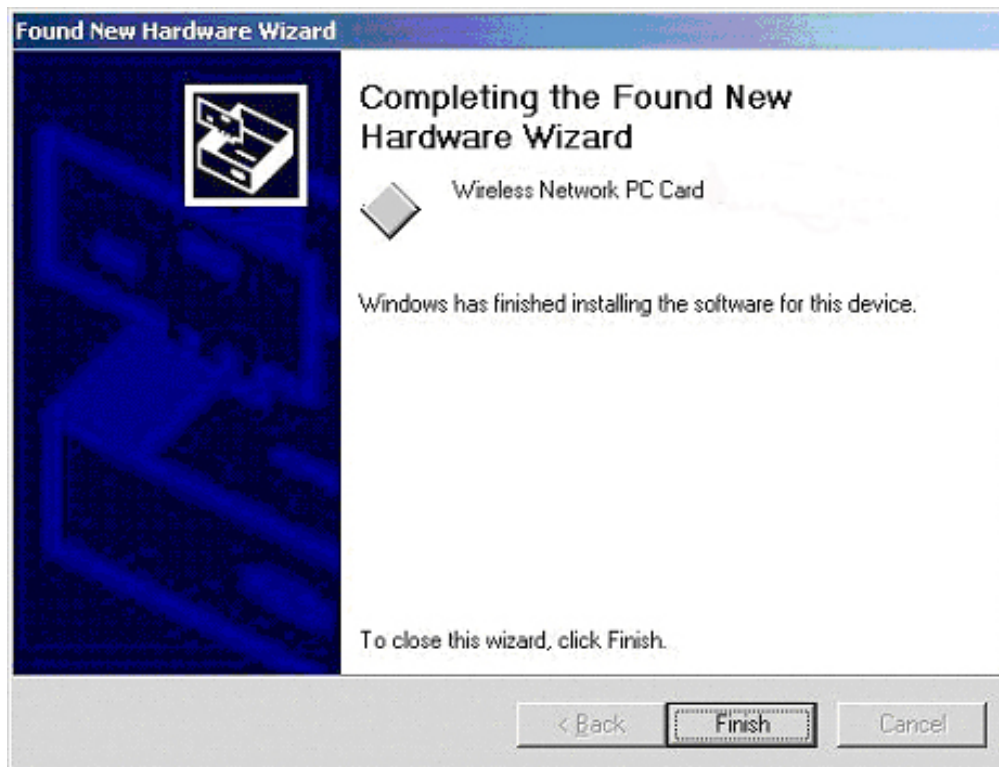 Found New Hardware Wizard
Completing the Found New
Hardware Wizard
Wireless Network PC Card
Windows has finished installing the software for this device.
To close this wizard, click Finish.
< Back
Finish
Cancel